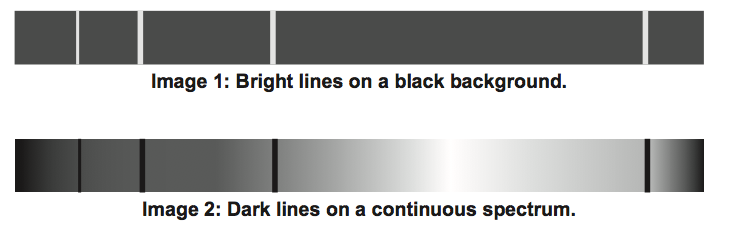 Image 1: Bright lines on a black background.
Image 2: Dark lines on a continuous spectrum.